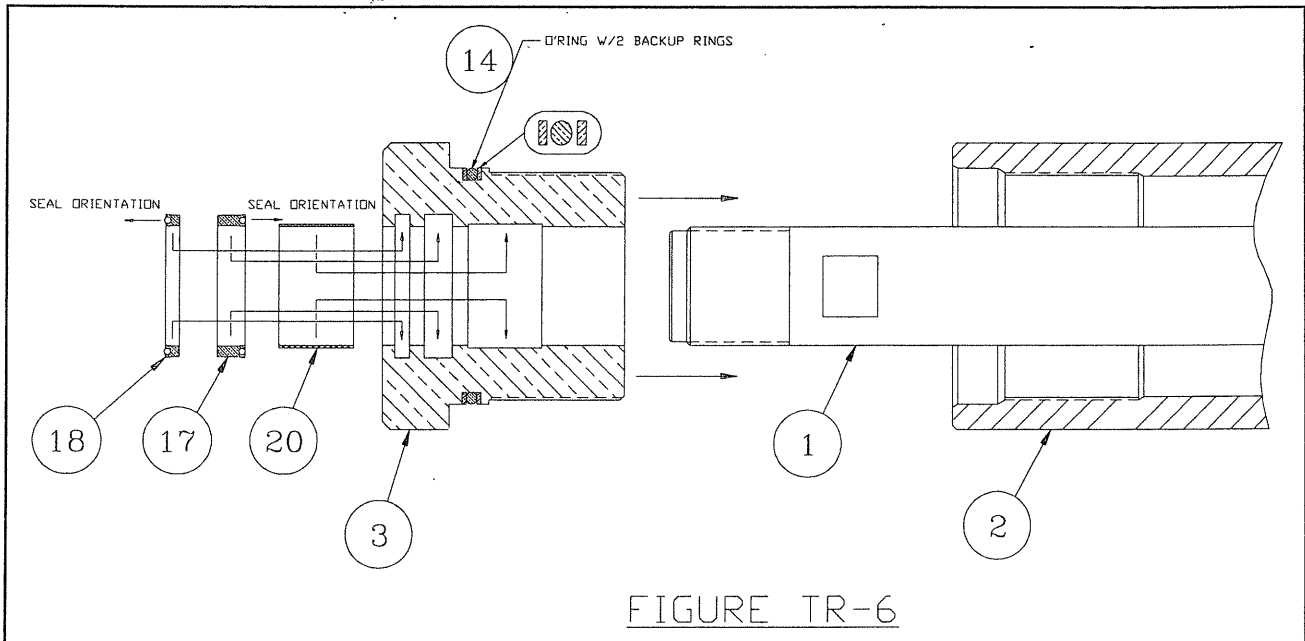 14
O'RING W/2 BACKUP RINGS
SEAL ORIENTATION
SEAL ORIENTATION
18
17
20
3
1
2
FIGURE TR-6